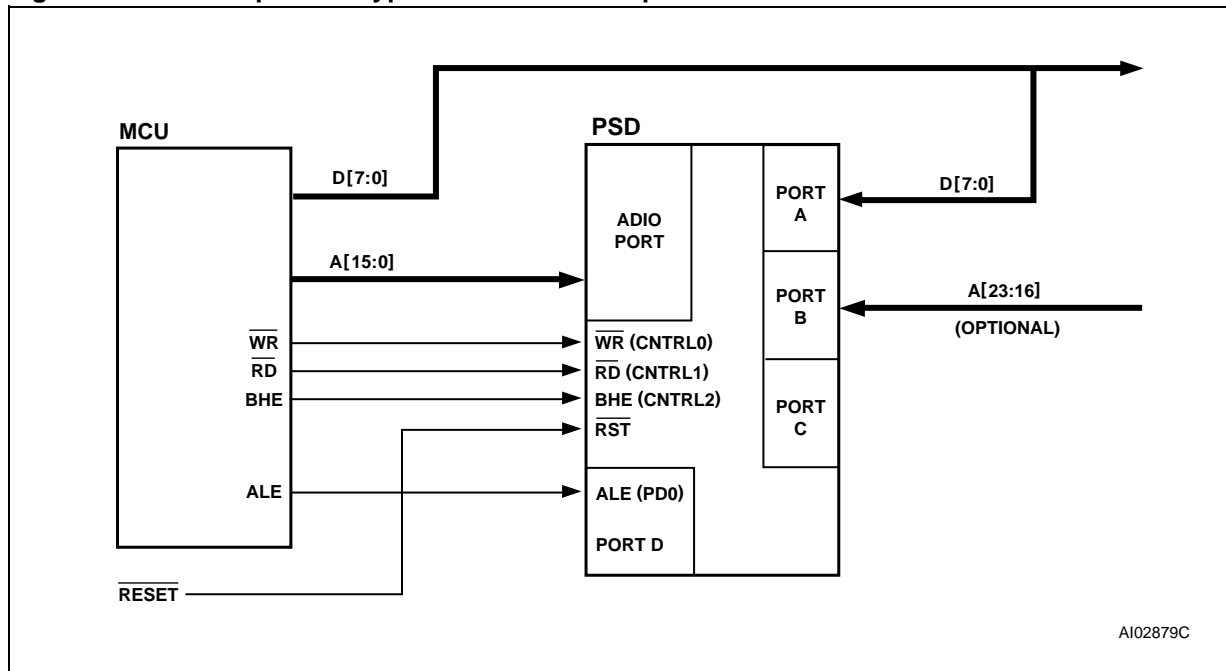 MCU
PSD
D[7:0]
D[7:0]
PORT
A
ADIO
PORT
A[15:0]
A[23:16]
PORT
B
(OPTIONAL)
WR
WR (CNTRL0)
RD
RD (CNTRL1)
BHE
BHE (CNTRL2)
PORT
C
RST
ALE
ALE (PD0)
PORT D
RESET
AI02879C